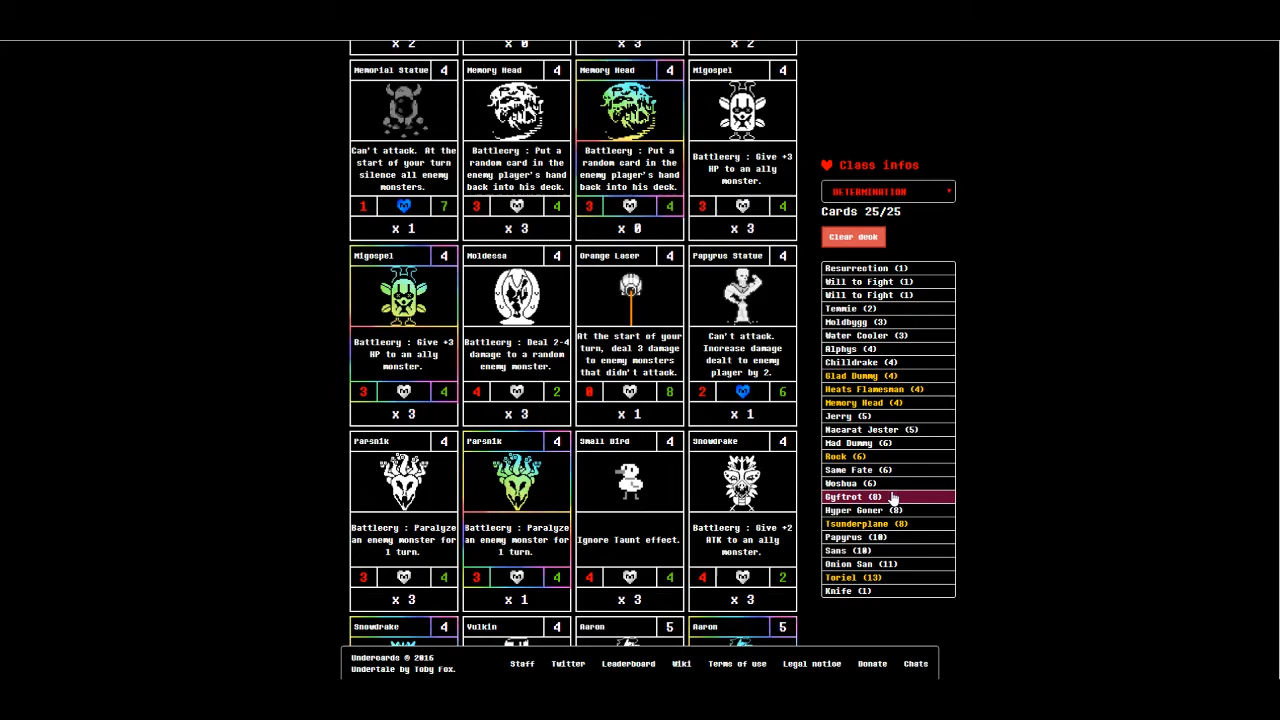 x 2
x 0
x 3
x 2
Memorial Statue 4
Can't attack. At the
start of your turn
silence all enemy
monsters.
1 7
x 1
Memory Head 4
Battlecry : Put a
random card in the
enemy player's hand
back into his deck.
3 4
x 3
Memory Head 4
Battlecry : Put a
random card in the
enemy player's hand
back into his deck.
3 4
x 0
Migospel 4
Battlecry : Give +3
HP to an ally
monster.
3 4
x 3
Migospel 4
Battlecry : Give +3
HP to an ally
monster.
3 4
x 3
Moldessa 4
Battlecry : Deal 2-4
damage to a random
enemy monster.
4 2
x 3
Orange Laser 4
At the start of your
turn, deal 3 damage
to enemy monsters
that didn't attack.
0 8
x 1
Papyrus Statue 4
Can't attack.
Increase damage
dealt to enemy
player by 2.
2 6
x 1
Parsnik 4
Battlecry : Paralyze
an enemy monster for
1 turn.
3 4
x 3
Parsnik 4
Battlecry : Paralyze
an enemy monster for
1 turn.
3 4
x 1
Small Bird 4
Ignore Taunt effect.
4 4
x 3
Snowdrake 4
Battlecry : Give +2
ATK to an ally
monster.
4 2
x 3
Snowdrake 4
Vulkin 4
Aaron 5
Aaron 5
Class infos
DETERMINATION
Cards 25/25
Clear deck
Resurrection (1)
Will to Fight (1)
Will to Fight (1)
Temmie (2)
Moldbygg (3)
Water Cooler (3)
Alphys (4)
Chilldrake (4)
Glad Dummy (4)
Heats Flamesman (4)
Memory Head (4)
Jerry (5)
Nacarat Jester (5)
Mad Dummy (6)
Rock (6)
Same Fate (6)
Woshua (6)
Gyftrot (8)
Hyper Goner (8)
Tsunderplane (8)
Papyrus (10)
Sans (10)
Onion San (11)
Toriel (13)
Knife (1)
Undercards © 2016
Undertale by Toby Fox.
Staff Twitter Leaderboard Wiki Terms of use Legal notice Donate Chats